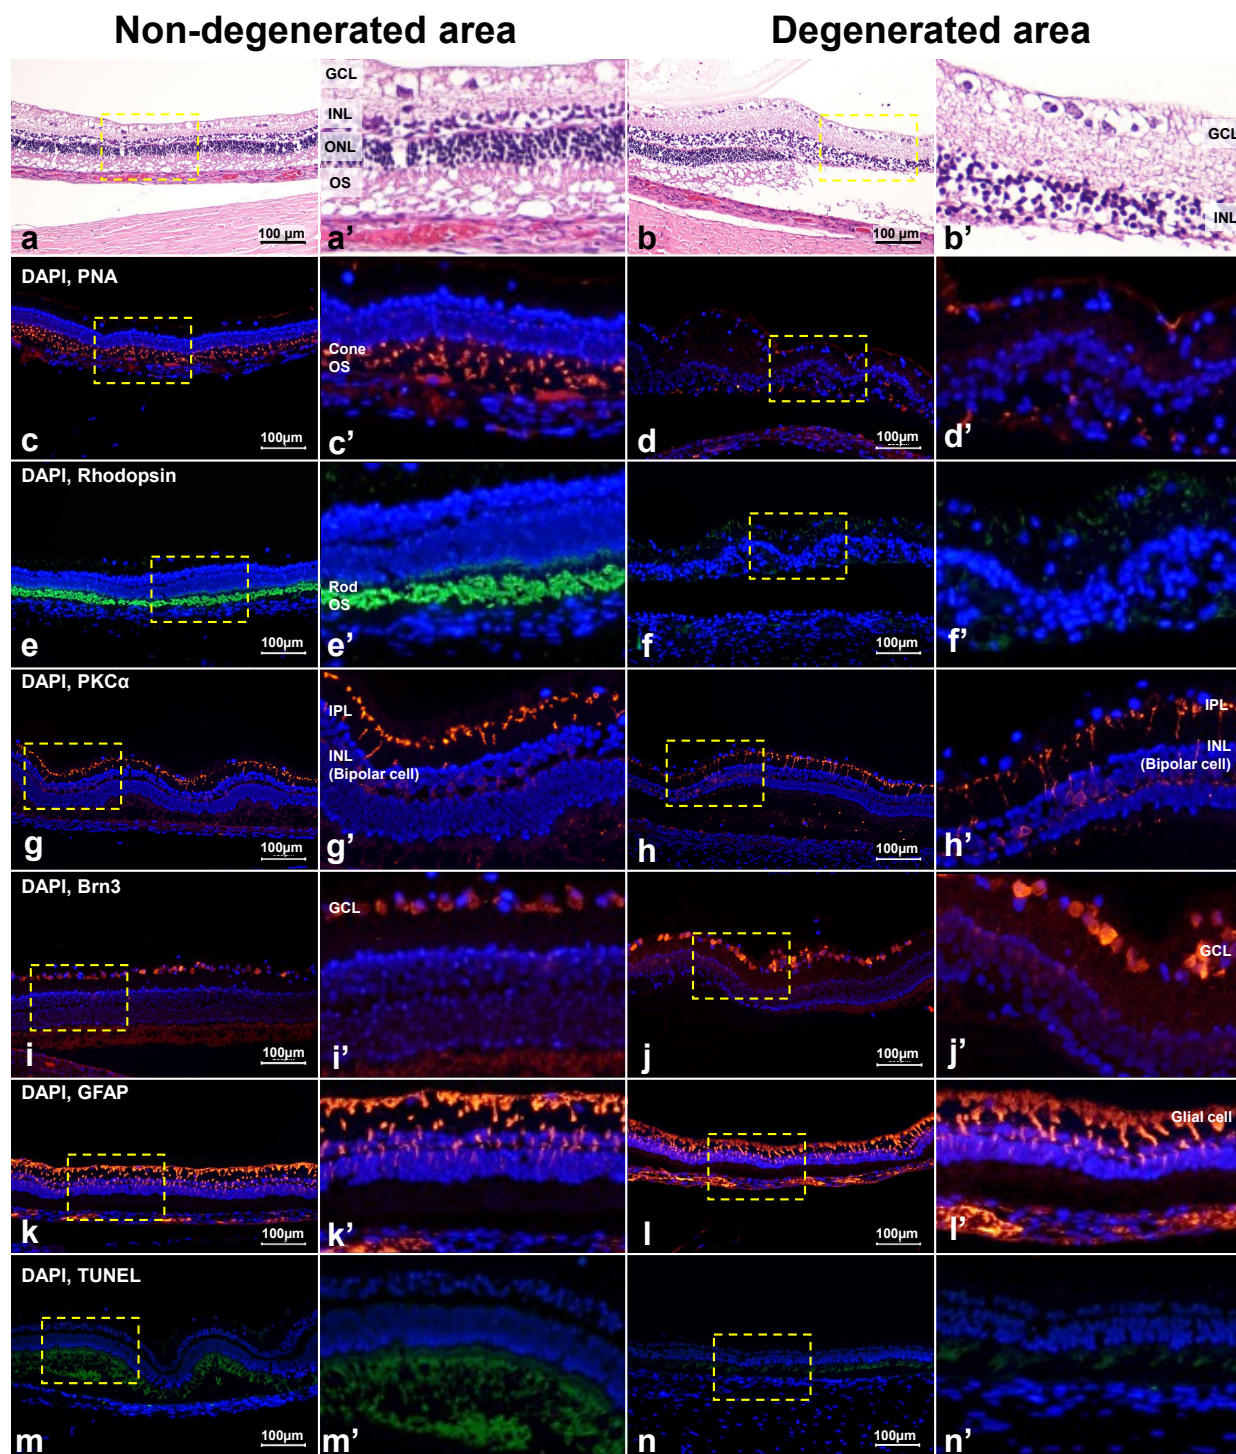 Non-degenerated area
Degenerated area
GCL
INL
ONL
OS
100 μm
a
a’
100 μm
b
GCL
INL
b’
DAPI, PNA
Cone
OS
100μm
c
c’
100μm
d
d’
DAPI, Rhodopsin
Rod
OS
100μm
e
e’
100μm
f
f’
DAPI, PKCα
IPL
INL
(Bipolar cell)
100μm
g
g’
100μm
h
IPL
INL
(Bipolar cell)
h’
DAPI, Brn3
GCL
100μm
i
i’
100μm
j
GCL
j’
DAPI, GFAP
100μm
k
k’
100μm
l
Glial cell
l’
DAPI, TUNEL
100μm
m
m’
100μm
n
n’